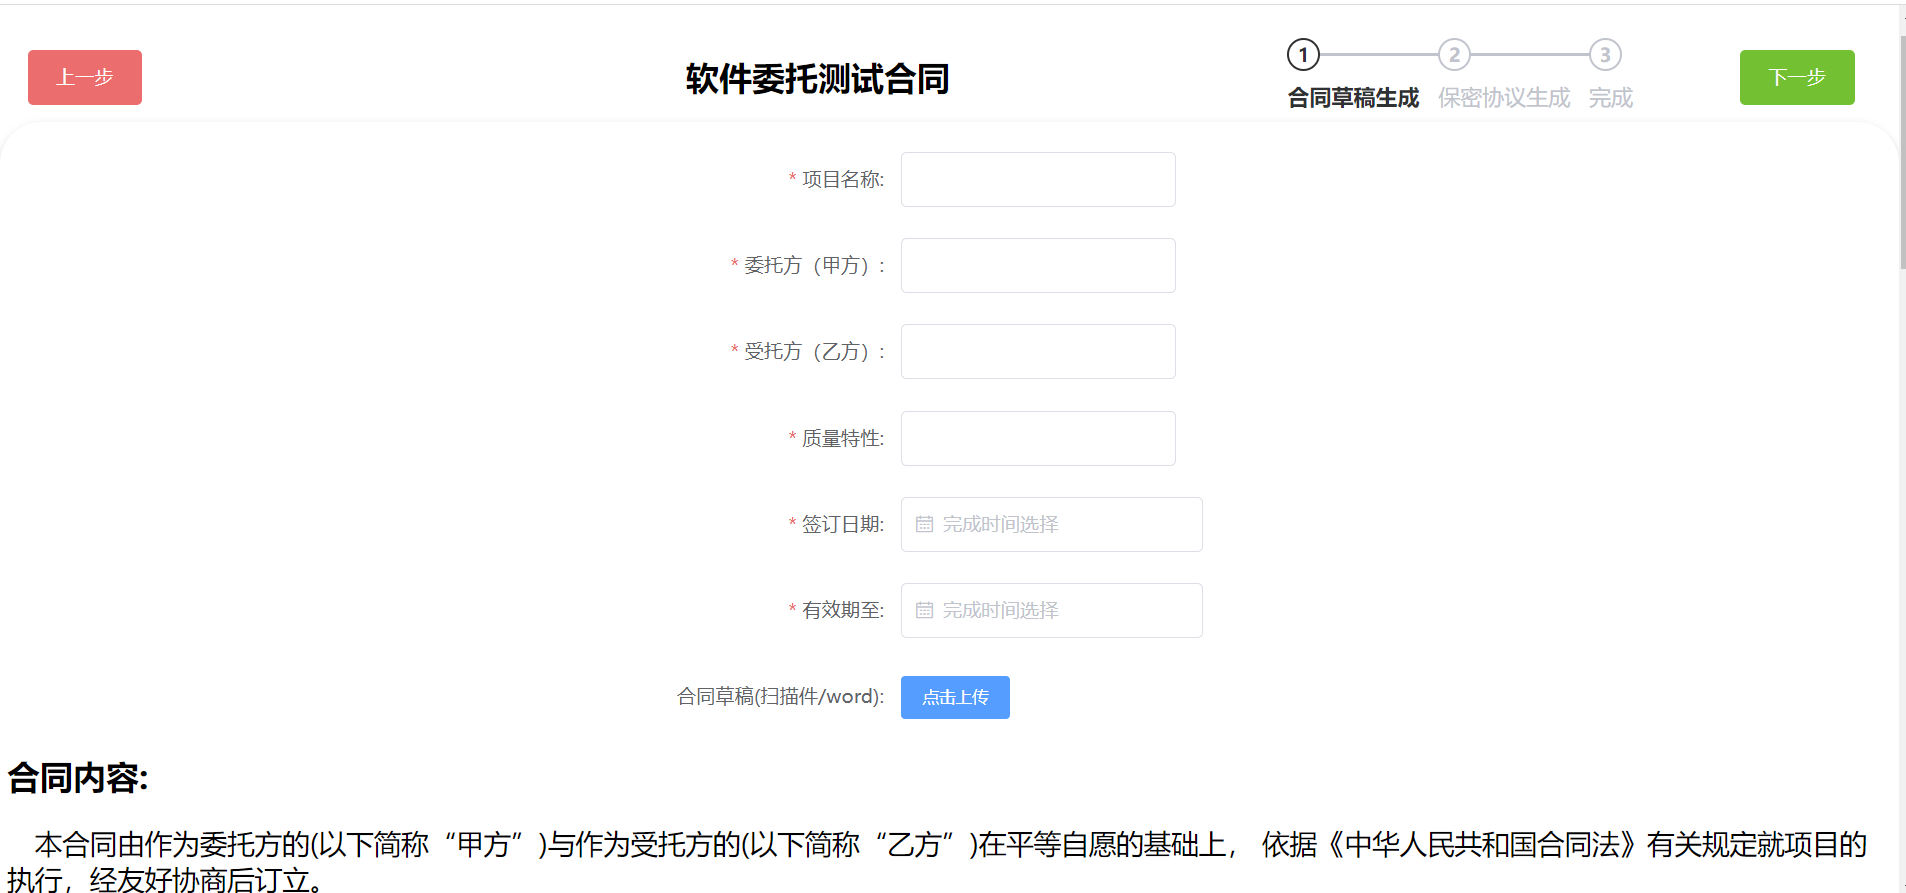 上一步
软件委托测试合同
1 2 3
合同草稿生成 保密协议生成 完成
下一步
* 项目名称:
* 委托方（甲方）:
* 受托方（乙方）:
* 质量特性:
* 签订日期: 完成时间选择
* 有效期至: 完成时间选择
合同草稿(扫描件/word): 点击上传
合同内容:
本合同由作为委托方的(以下简称“甲方”)与作为受托方的(以下简称“乙方”)在平等自愿的基础上， 依据《中华人民共和国合同法》有关规定就项目的
执行，经友好协商后订立。